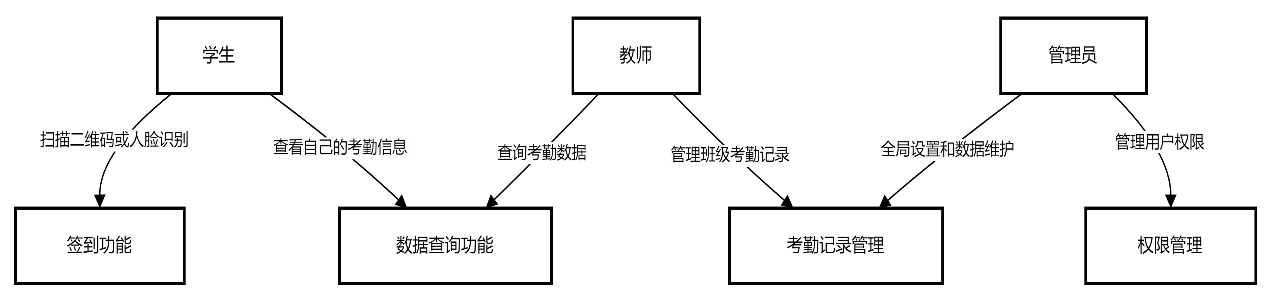 学生
教师
管理员
扫描二维码或人脸识别
查看自己的考勤信息
查询考勤数据
管理班级考勤记录
全局设置和数据维护
管理用户权限
签到功能
数据查询功能
考勤记录管理
权限管理